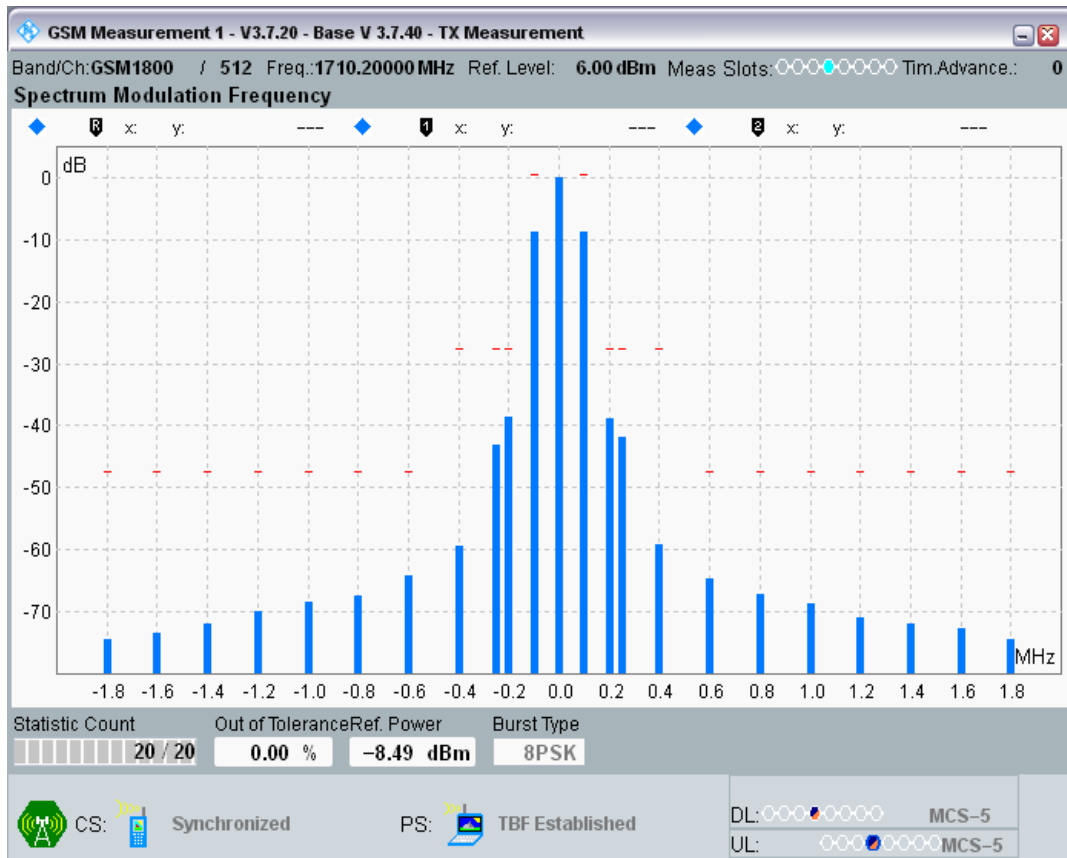 GSM Measurement 1 - V3.7.20 - Base V 3.7.40 - TX Measurement
Band/Ch:GSM1800 / 512 Freq.:1710.20000 MHz Ref. Level: 6.00 dBm Meas Slots: Tim.Advance.: 0
Spectrum Modulation Frequency
R x: y: --- 1 x: y: --- 2 x: y: ---
dB
0
-10
-20
-30
-40
-50
-60
-70
MHz
-1.8 -1.6 -1.4 -1.2 -1.0 -0.8 -0.6 -0.4 -0.2 0.0 0.2 0.4 0.6 0.8 1.0 1.2 1.4 1.6 1.8
Statistic Count Out of Tolerance Ref. Power Burst Type
20 / 20 0.00 % -8.49 dBm 8PSK
CS: Synchronized PS: TBF Established
DL: MCS-5
UL: MCS-5